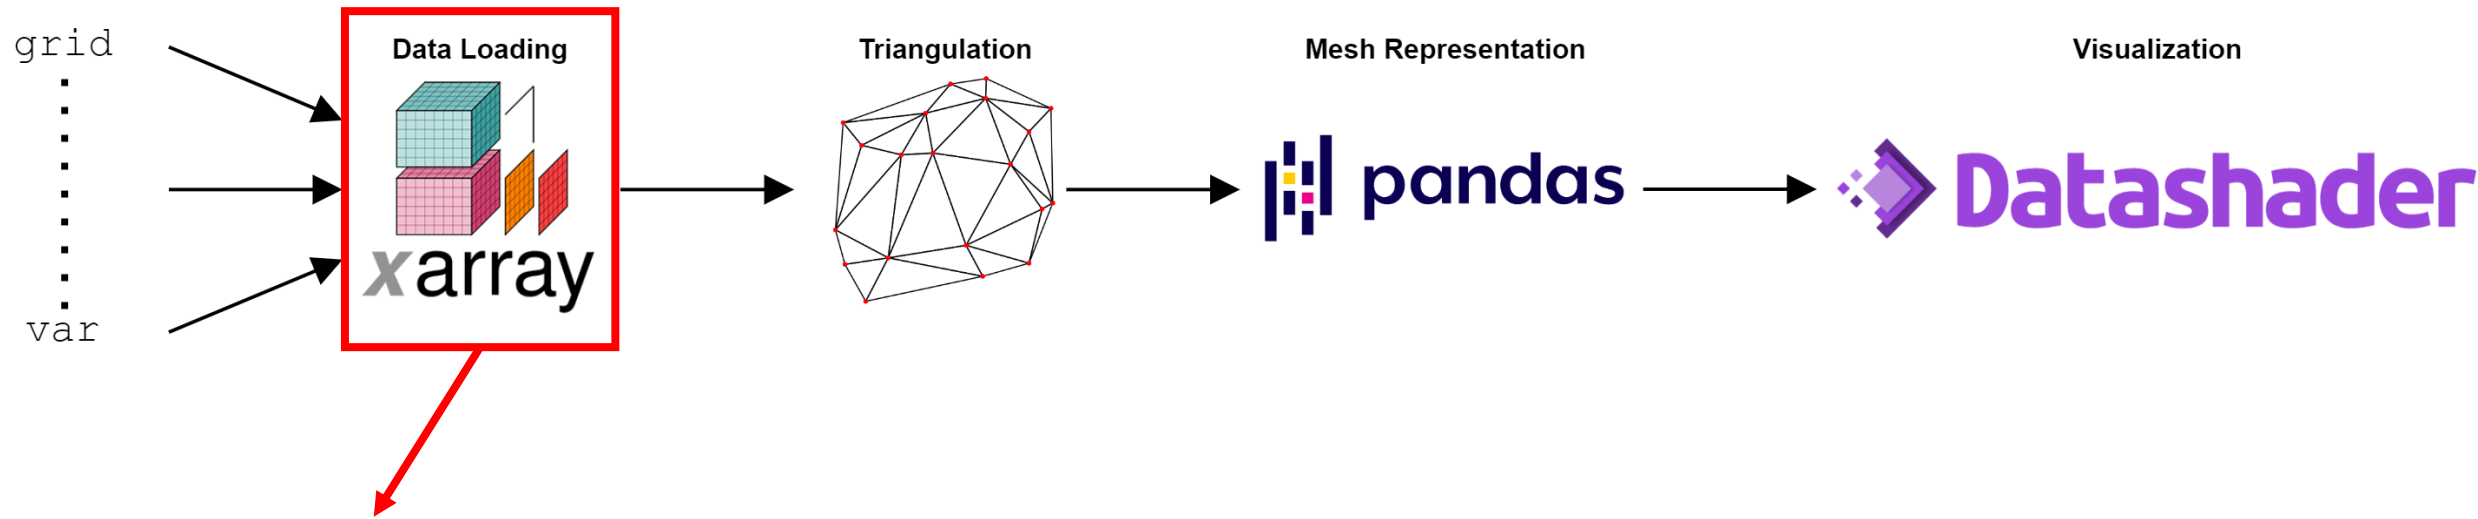 grid
var
Data Loading
xarray
Triangulation
Mesh Representation
pandas
Visualization
Datashader